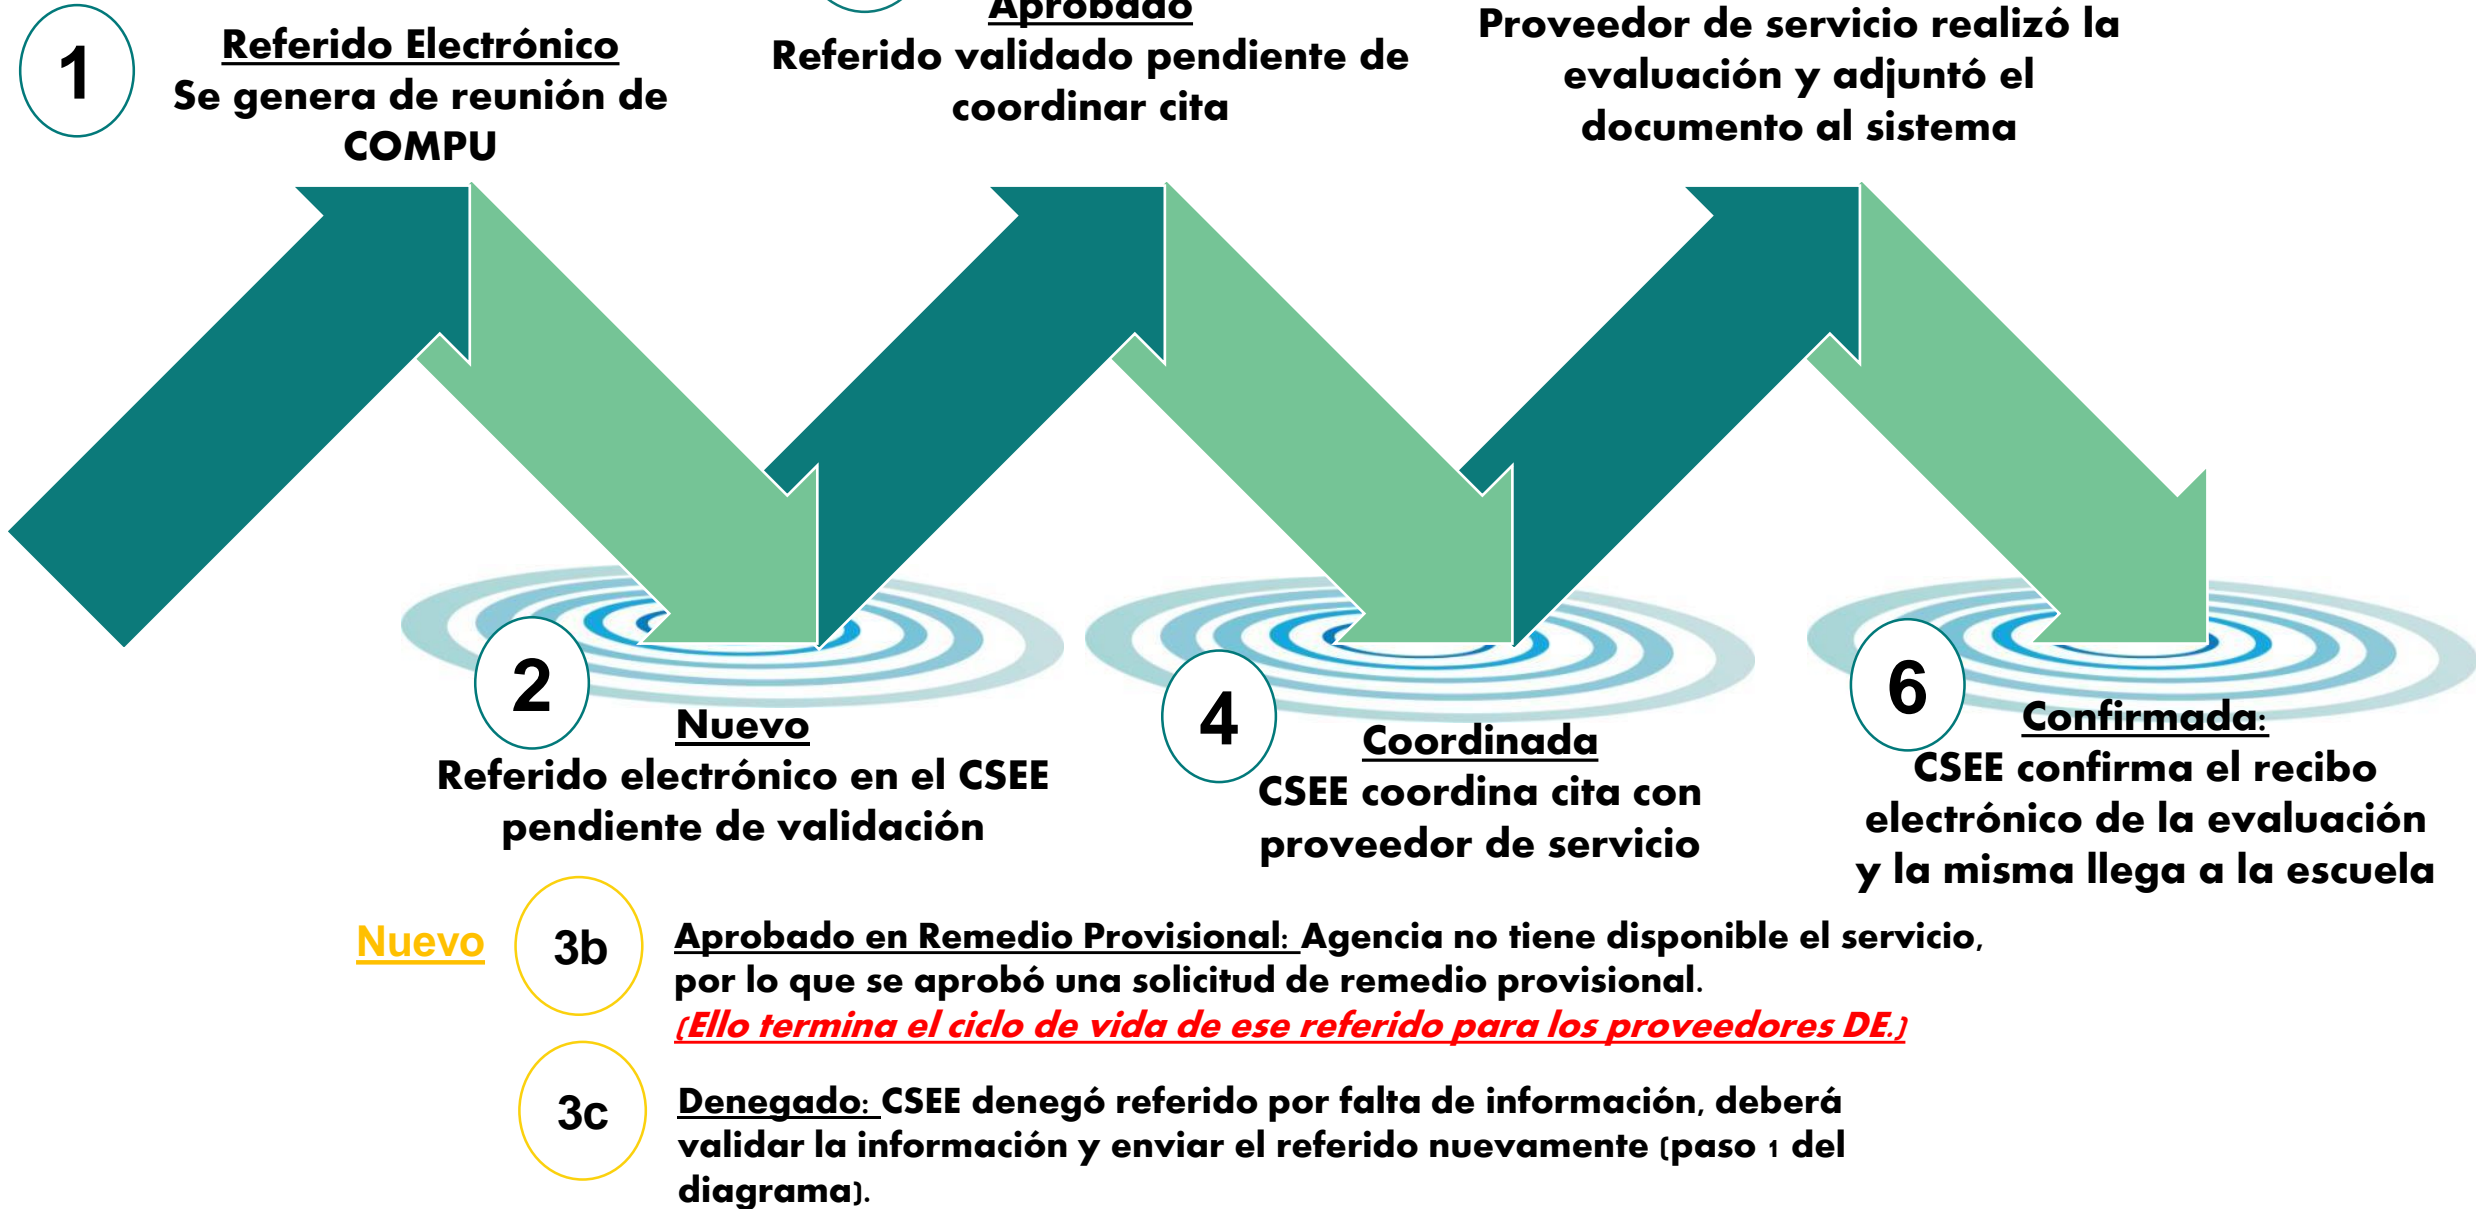 1
Referido Electrónico
Se genera de reunión de
COMPU
Aprobado
Referido validado pendiente de
coordinar cita
Proveedor de servicio realizó la
evaluación y adjuntó el
documento al sistema
2
Nuevo
Referido electrónico en el CSEE
pendiente de validación
4
Coordinada
CSEE coordina cita con
proveedor de servicio
6
Confirmada:
CSEE confirma el recibo
electrónico de la evaluación
y la misma llega a la escuela
Nuevo
3b
Aprobado en Remedio Provisional: Agencia no tiene disponible el servicio,
por lo que se aprobó una solicitud de remedio provisional.
(Ello termina el ciclo de vida de ese referido para los proveedores DE.)
3c
Denegado: CSEE denegó referido por falta de información, deberá
validar la información y enviar el referido nuevamente (paso 1 del
diagrama).